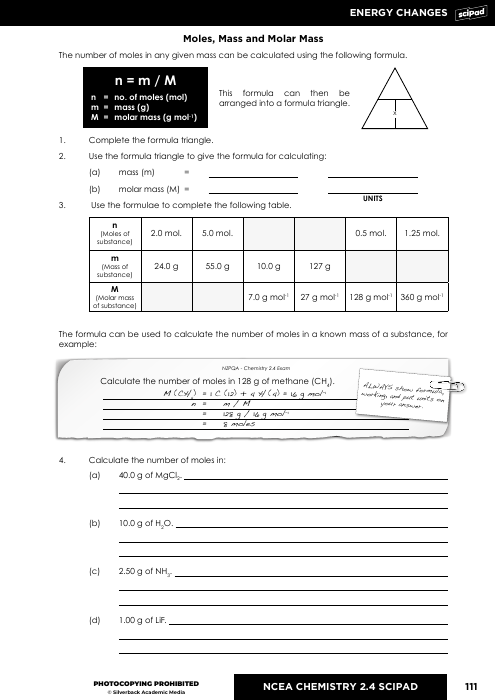 ENERGY CHANGES scipad
Moles, Mass and Molar Mass
The number of moles in any given mass can be calculated using the following formula.
n = m / M
n = no. of moles (mol)
m = mass (g)
M = molar mass (g mol⁻¹)
This formula can then be
arranged into a formula triangle.
x
1. Complete the formula triangle.
2. Use the formula triangle to give the formula for calculating:
(a) mass (m) =
(b) molar mass (M) =
UNITS
3. Use the formulae to complete the following table.
n
(Moles of
substance)
2.0 mol. 5.0 mol. 0.5 mol. 1.25 mol.
m
(Mass of
substance)
24.0 g 55.0 g 10.0 g 127 g
M
(Molar mass
of substance)
7.0 g mol⁻¹ 27 g mol⁻¹ 128 g mol⁻¹ 360 g mol⁻¹
The formula can be used to calculate the number of moles in a known mass of a substance, for
example:
NZIPQA - Chemistry 2.4 Exam
Calculate the number of moles in 128 g of methane (CH₄).
M(CH₄) = 1 C (12) + 4 H (1) = 16 g mol⁻¹
n = m / M
= 128 g / 16 g mol⁻¹
= 8 moles
ALWAYS show formula,
working and put units on
your answer.
4. Calculate the number of moles in:
(a) 40.0 g of MgCl₂.
(b) 10.0 g of H₂O.
(c) 2.50 g of NH₃.
(d) 1.00 g of LiF.
PHOTOCOPYING PROHIBITED
© Silverback Academic Media
NCEA CHEMISTRY 2.4 SCIPAD
111